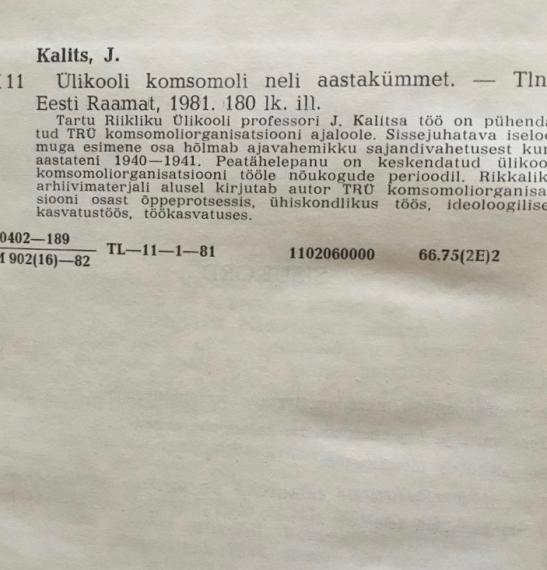 Kalits, J.
11 Ülikooli komsomoli neli aastakümmet. — Tln
Eesti Raamat, 1981. 180 lk. ill.
Tartu Riikliku Ülikooli professori J. Kalitsa töö on pühenda
tud TRÜ komsomoliorganisatsiooni ajaloole. Sissejuhatava iseloo
muga esimene osa hõlmab ajavahemikku sajandivahetusest kun
aastateni 1940—1941. Peatähelepanu on keskendatud ülikoo
komsomoliorganisatsiooni tööle nõukogude perioodil. Rikkalik
arhiivimaterjali alusel kirjutab autor TRÜ komsomoliorganisa
siooni osast õppeprotsessis, ühiskondlikus töös, ideoloogilise
kasvatustöös, töökasvatuses.
0402—189
902(16)—82 TL—11—1—81 1102060000 66.75(2E)2